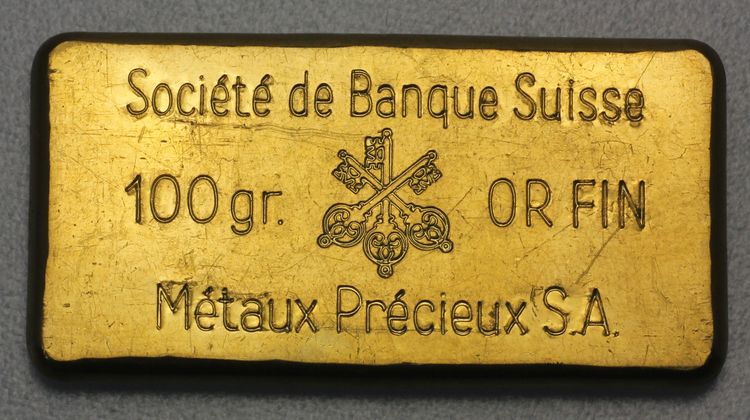 Société de Banque Suisse
100 gr. OR FIN
Métaux Précieux S.A.